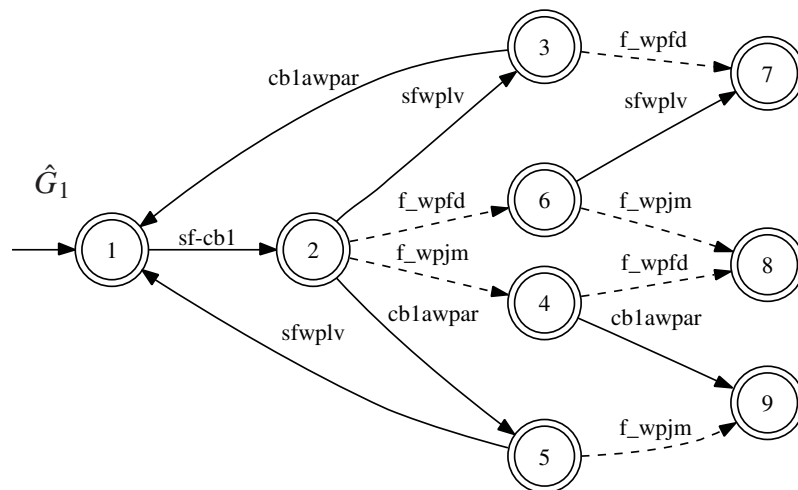 3
f_wpfd
7
cb1awpar
sfwplv
sfwplv
Ĝ1
f_wpfd
6
f_wpjm
1
sf-cb1
2
f_wpjm
f_wpfd
8
4
sfwplv
cb1awpar
cb1awpar
9
5
f_wpjm